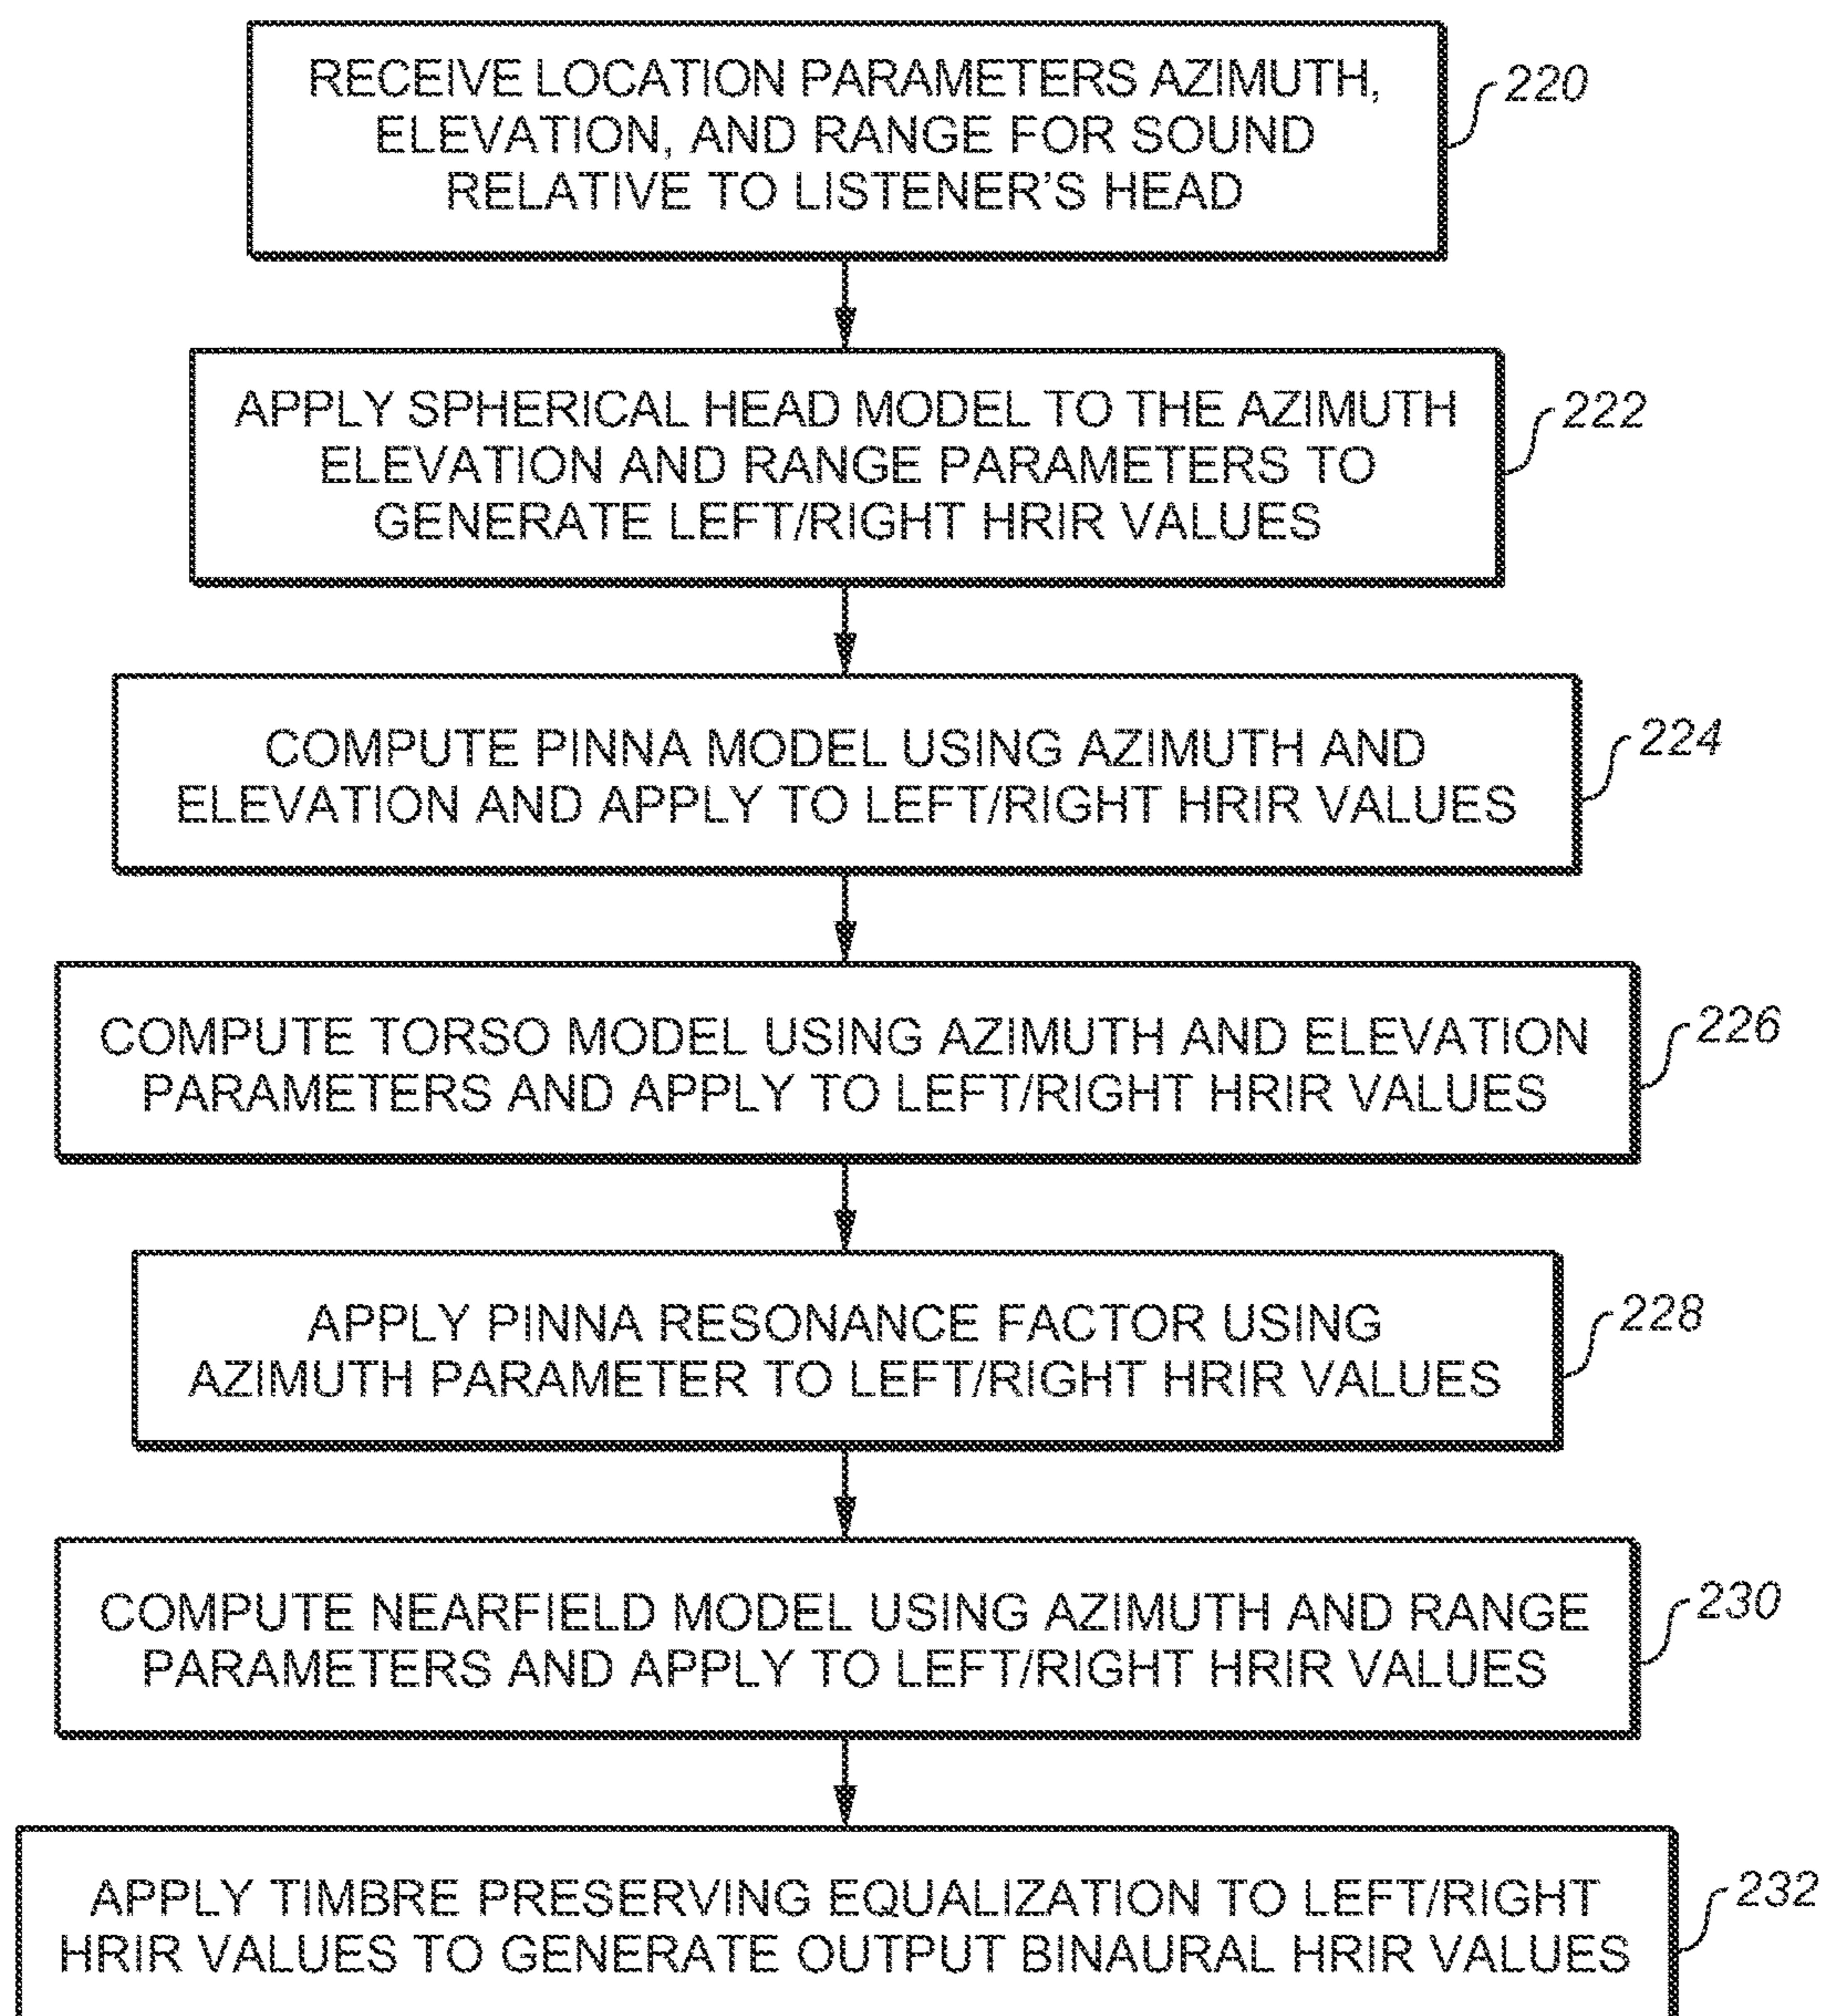 RECEIVE LOCATION PARAMETERS AZIMUTH,
ELEVATION, AND RANGE FOR SOUND
RELATIVE TO LISTENER'S HEAD
220
APPLY SPHERICAL HEAD MODEL TO THE AZIMUTH
ELEVATION AND RANGE PARAMETERS TO
GENERATE LEFT/RIGHT HRIR VALUES
222
COMPUTE PINNA MODEL USING AZIMUTH AND
ELEVATION AND APPLY TO LEFT/RIGHT HRIR VALUES
224
COMPUTE TORSO MODEL USING AZIMUTH AND ELEVATION
PARAMETERS AND APPLY TO LEFT/RIGHT HRIR VALUES
226
APPLY PINNA RESONANCE FACTOR USING
AZIMUTH PARAMETER TO LEFT/RIGHT HRIR VALUES
228
COMPUTE NEARFIELD MODEL USING AZIMUTH AND RANGE
PARAMETERS AND APPLY TO LEFT/RIGHT HRIR VALUES
230
APPLY TIMBRE PRESERVING EQUALIZATION TO LEFT/RIGHT
HRIR VALUES TO GENERATE OUTPUT BINAURAL HRIR VALUES
232